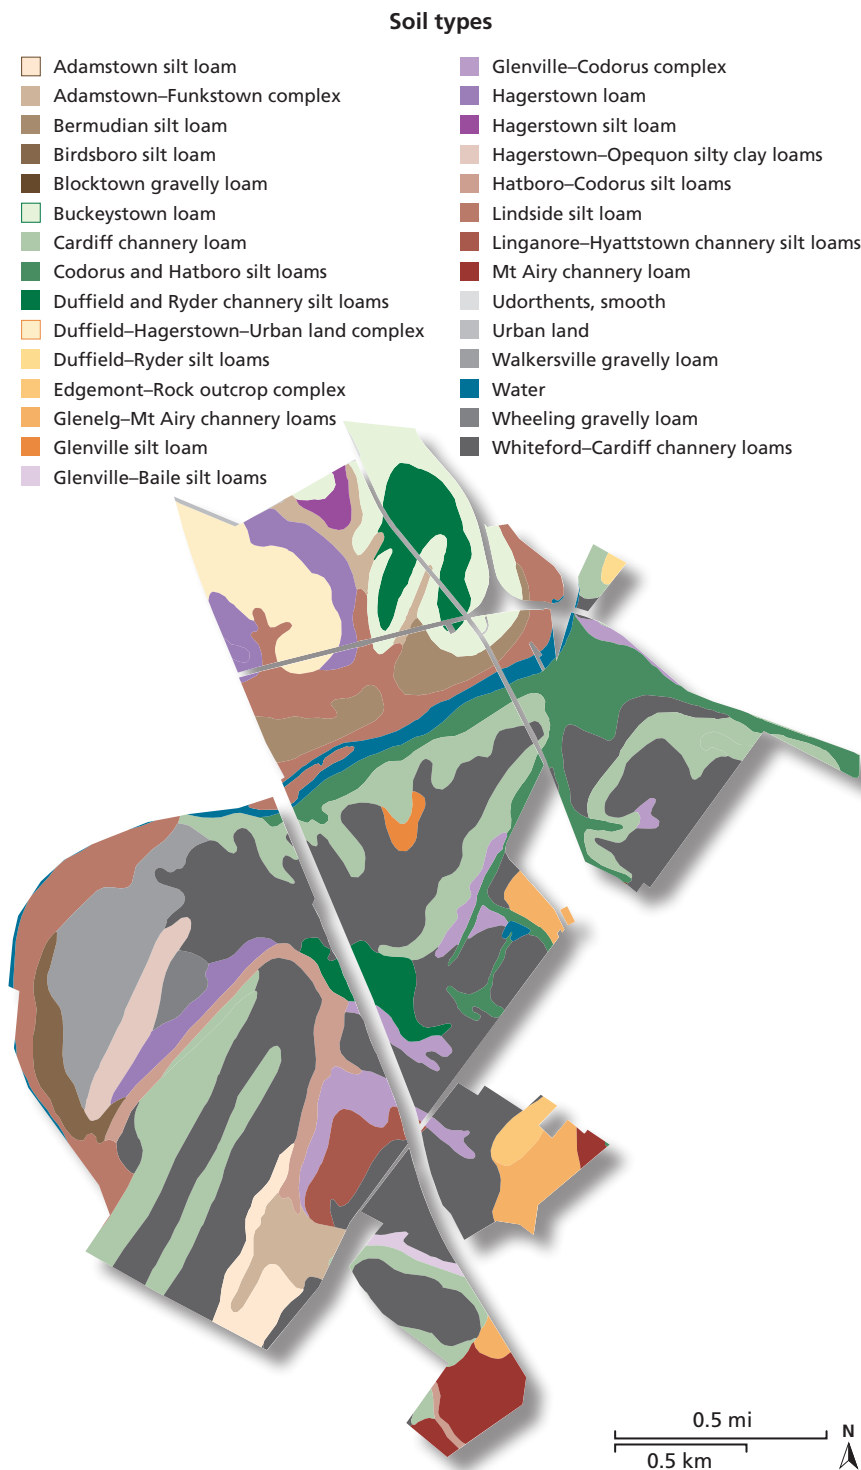 Soil types
Adamstown silt loam
Adamstown–Funkstown complex
Bermudian silt loam
Birdsboro silt loam
Blocktown gravelly loam
Buckeystown loam
Cardiff channery loam
Codorus and Hatboro silt loams
Duffield and Ryder channery silt loams
Duffield–Hagerstown–Urban land complex
Duffield–Ryder silt loams
Edgemont–Rock outcrop complex
Glenelg–Mt Airy channery loams
Glenville silt loam
Glenville–Baile silt loams
Glenville–Codorus complex
Hagerstown loam
Hagerstown silt loam
Hagerstown–Opequon silty clay loams
Hatboro–Codorus silt loams
Lindside silt loam
Linganore–Hyattstown channery silt loams
Mt Airy channery loam
Udorthents, smooth
Urban land
Walkersville gravelly loam
Water
Wheeling gravelly loam
Whiteford–Cardiff channery loams
0.5 mi
0.5 km
N